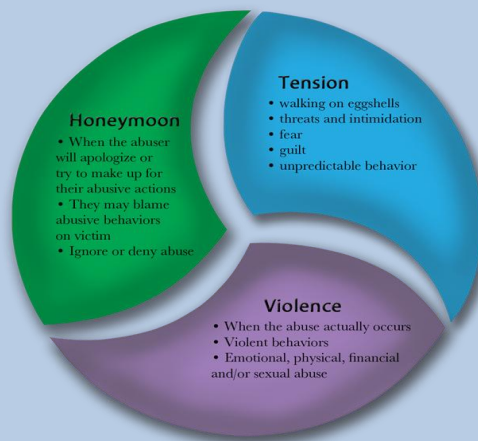 Honeymoon
• When the abuser
will apologize or
try to make up for
their abusive actions
• They may blame
abusive behaviors
on victim
• Ignore or deny abuse
Tension
• walking on eggshells
• threats and intimidation
• fear
• guilt
• unpredictable behavior
Violence
• When the abuse actually occurs
• Violent behaviors
• Emotional, physical, financial
and/or sexual abuse